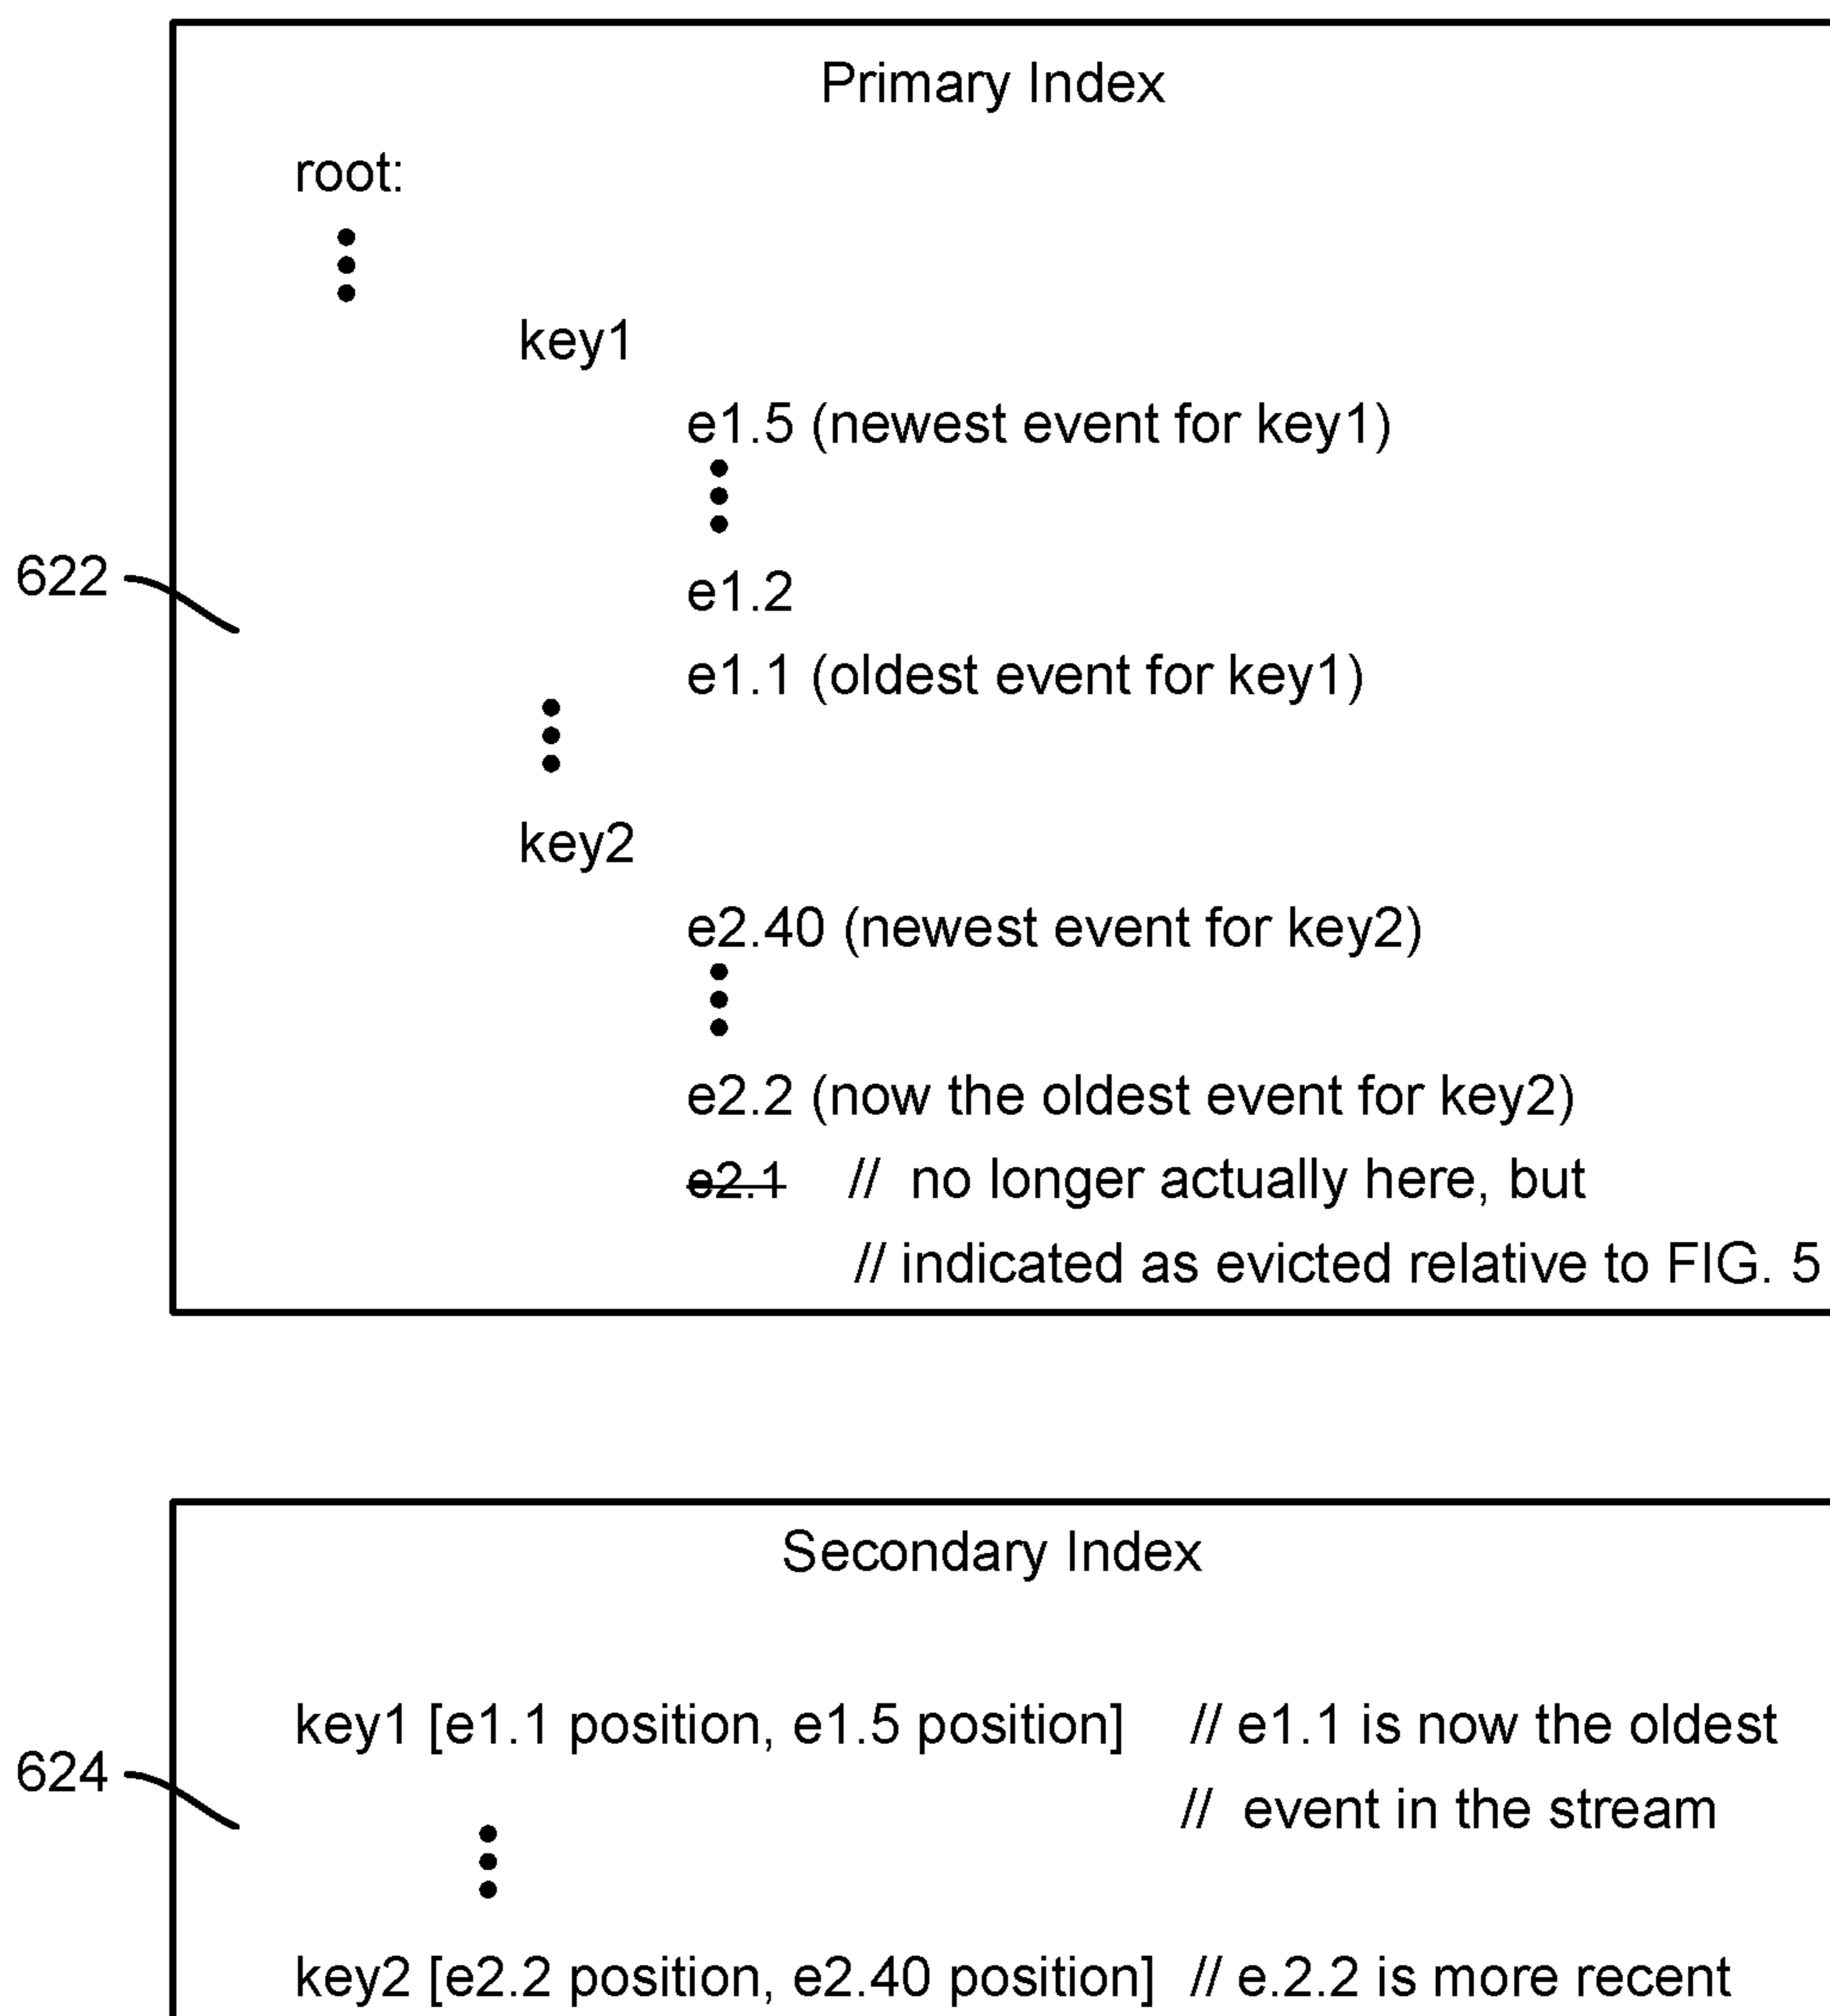 Primary Index
root:
key1
e1.5 (newest event for key1)
e1.2
622
e1.1 (oldest event for key1)
key2
e2.40 (newest event for key2)
e2.2 (now the oldest event for key2)
e2.1 // no longer actually here, but
// indicated as evicted relative to FIG. 5
Secondary Index
key1 [e1.1 position, e1.5 position] // e1.1 is now the oldest
624
// event in the stream
key2 [e2.2 position, e2.40 position] // e.2.2 is more recent